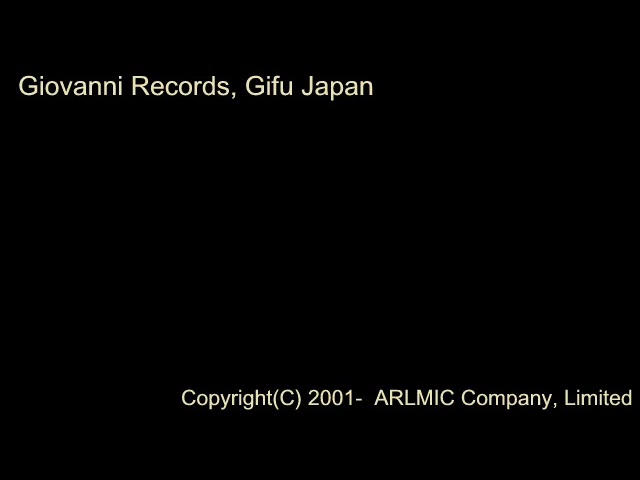 Giovanni Records, Gifu Japan
Copyright(C) 2001-  ARLMIC Company, Limited